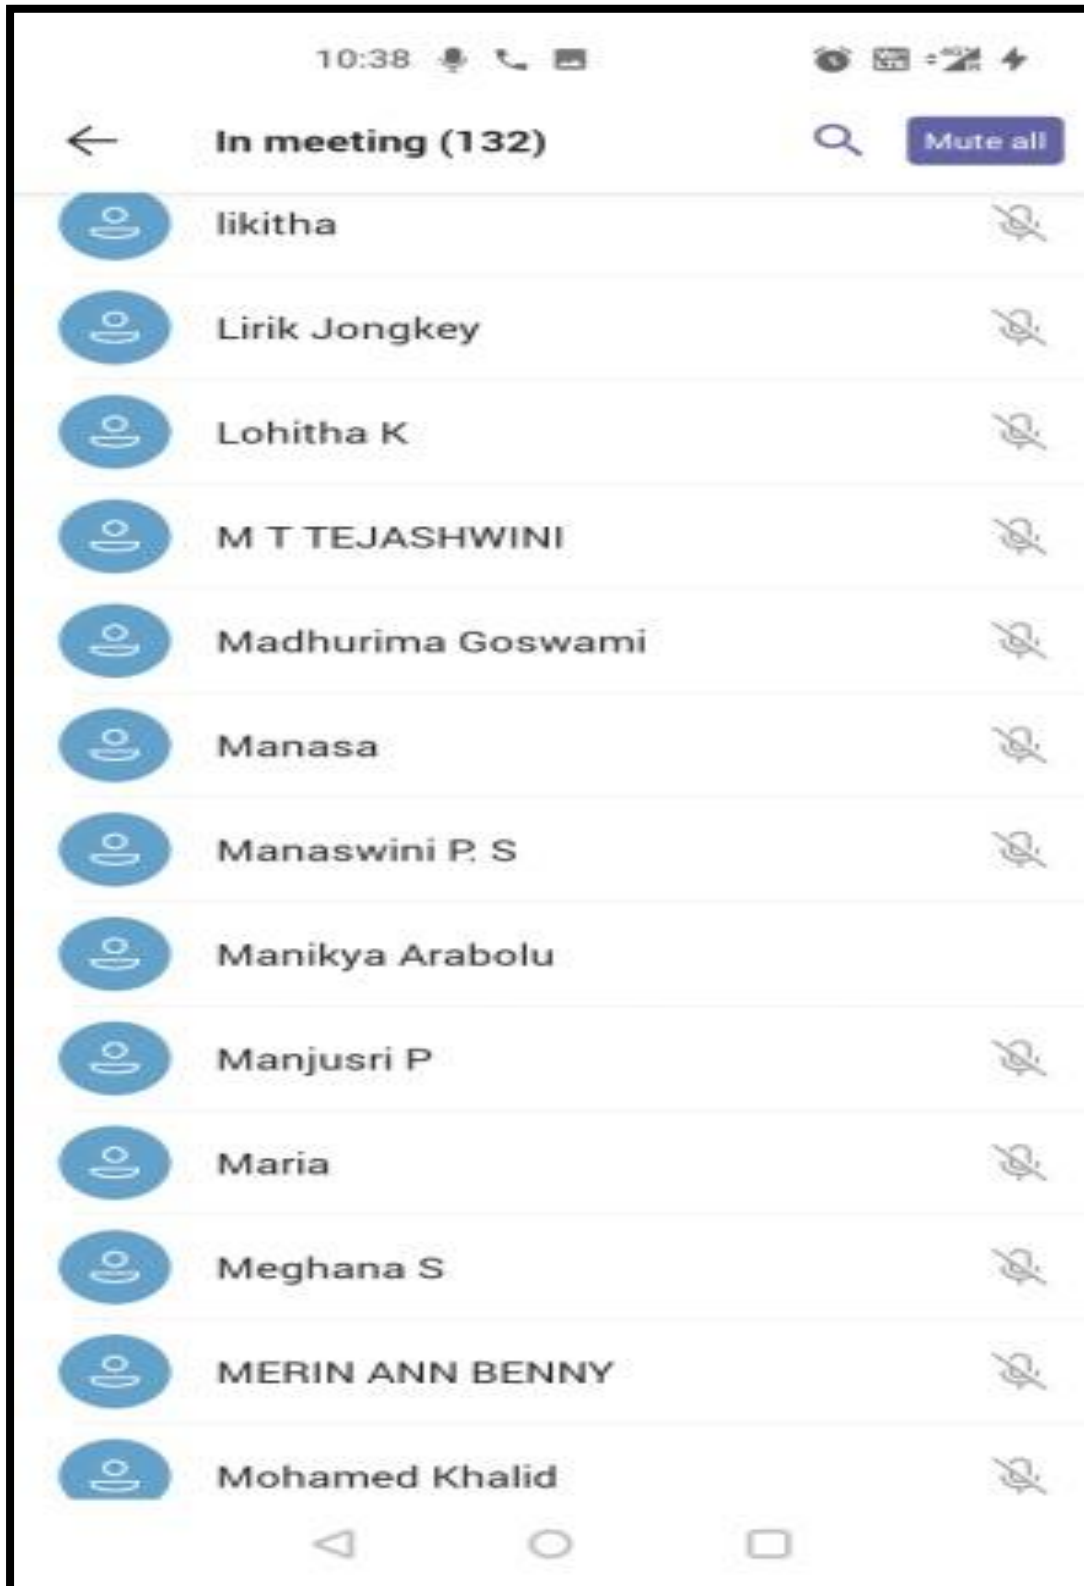 10:38
In meeting (132)
Mute all
likitha
Lirik Jongkey
Lohitha K
M T TEJASHWINI
Madhurima Goswami
Manasa
Manaswini P. S
Manikya Arabolu
Manjusri P
Maria
Meghana S
MERIN ANN BENNY
Mohamed Khalid